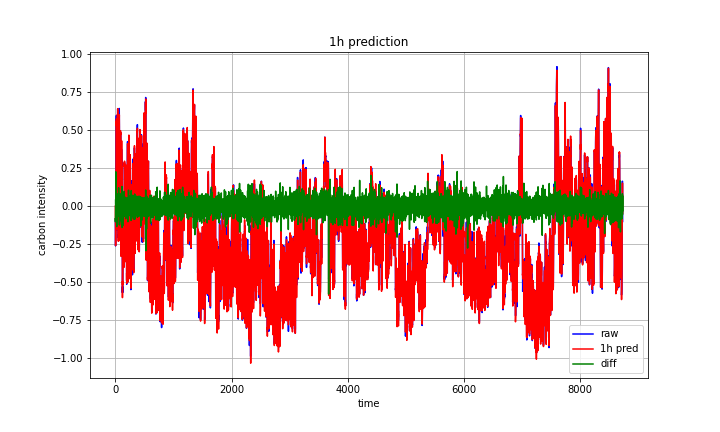 1h prediction
1.00
0.75
0.50
0.25
0.00
−0.25
−0.50
−0.75
−1.00
carbon intensity
0 2000 4000 6000 8000
time
raw
1h pred
diff